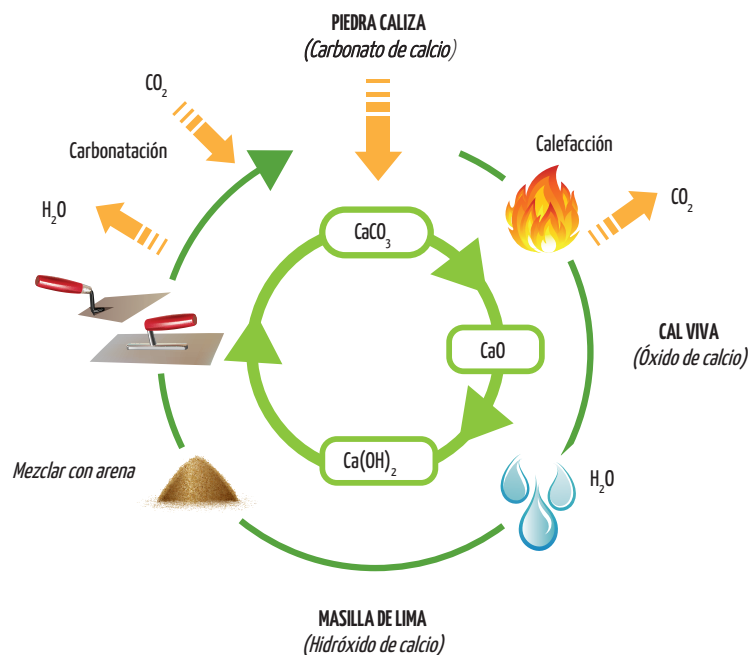 PIEDRA CALIZA
(Carbonato de calcio)
CO₂
Carbonatación
Calefacción
H₂O
CO₂
CaCO₃
CAL VIVA
(Óxido de calcio)
CaO
Ca(OH)₂
Mezclar con arena
H₂O
MASILLA DE LIMA
(Hidróxido de calcio)